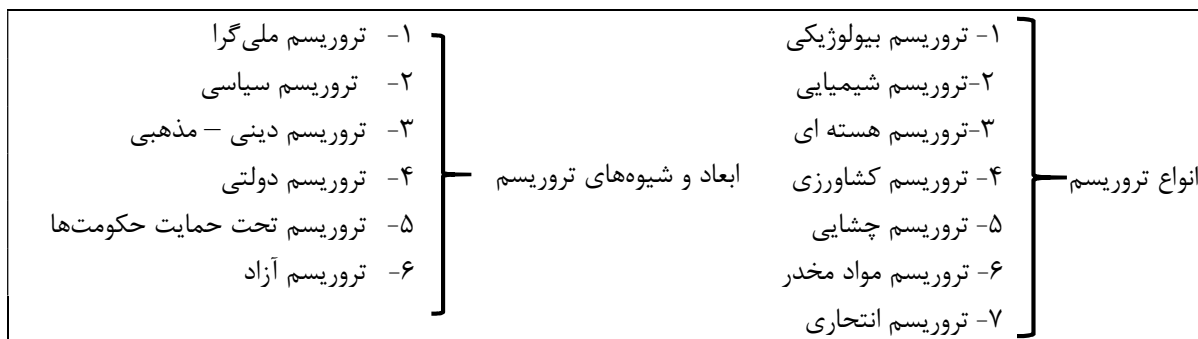 انواع تروریسم
۱- تروریسم بیولوژیکی
۲-تروریسم شیمیایی
۳-تروریسم هسته ای
۴- تروریسم کشاورزی
۵- تروریسم چشایی
۶- تروریسم مواد مخدر
۷- تروریسم انتحاری
ابعاد و شیوه‌های تروریسم
۱- تروریسم ملی‌گرا
۲- تروریسم سیاسی
۳- تروریسم دینی – مذهبی
۴- تروریسم دولتی
۵- تروریسم تحت حمایت حکومت‌ها
۶- تروریسم آزاد